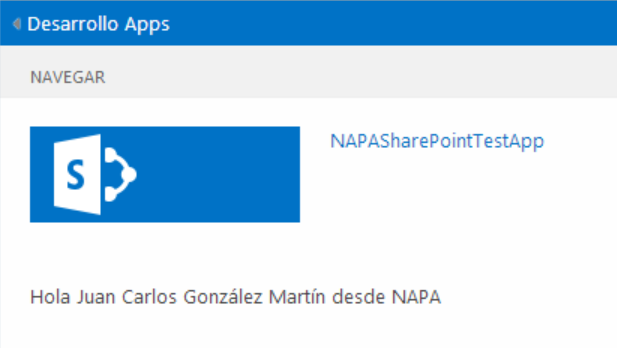 Desarrollo Apps
NAVEGAR
S
NAPASharePointTestApp
Hola Juan Carlos González Martín desde NAPA